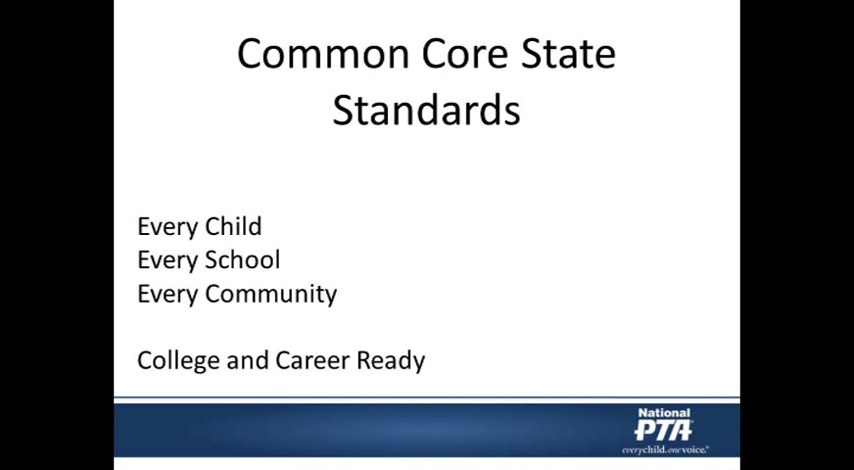 Common Core State
Standards
Every Child
Every School
Every Community
College and Career Ready
National
PTA®
everychild.onevoice.®